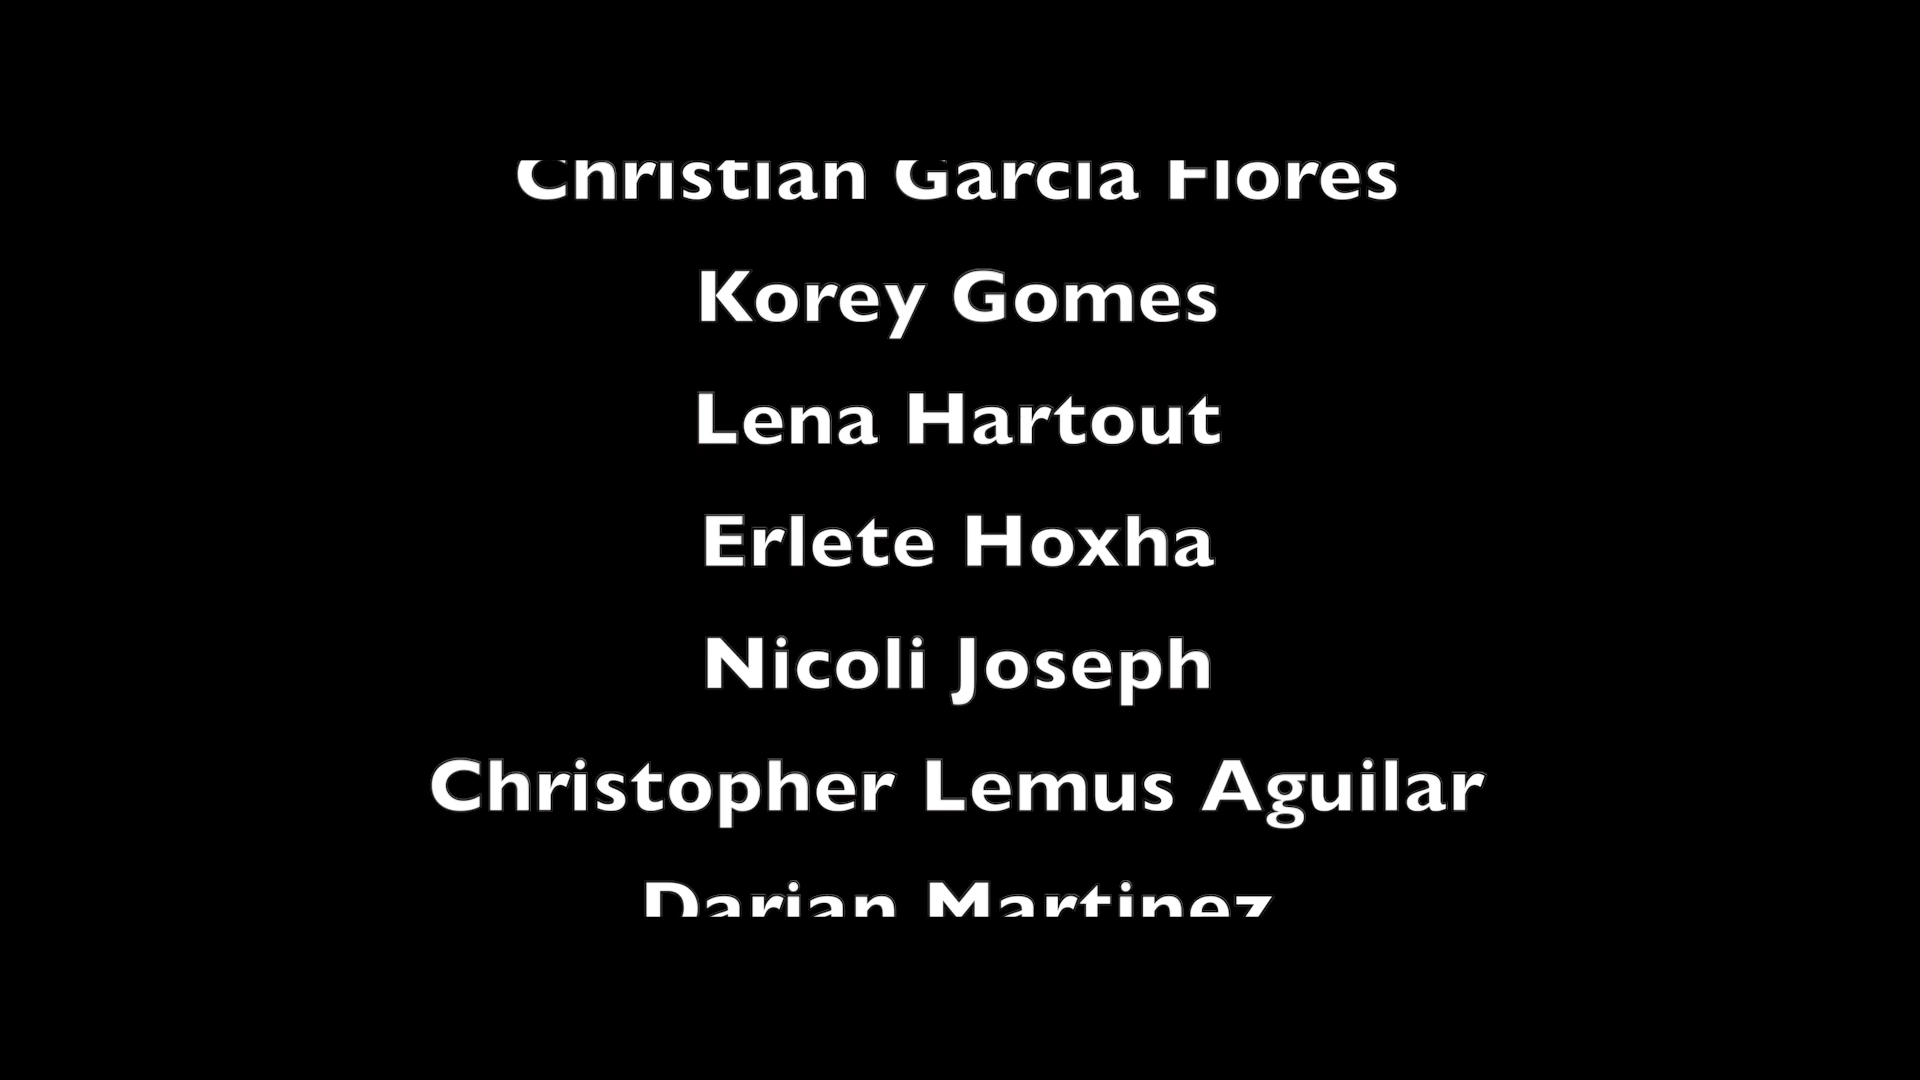 Christian Garcia Flores
Korey Gomes
Lena Hartout
Erlete Hoxha
Nicoli Joseph
Christopher Lemus Aguilar
Darian Martinez